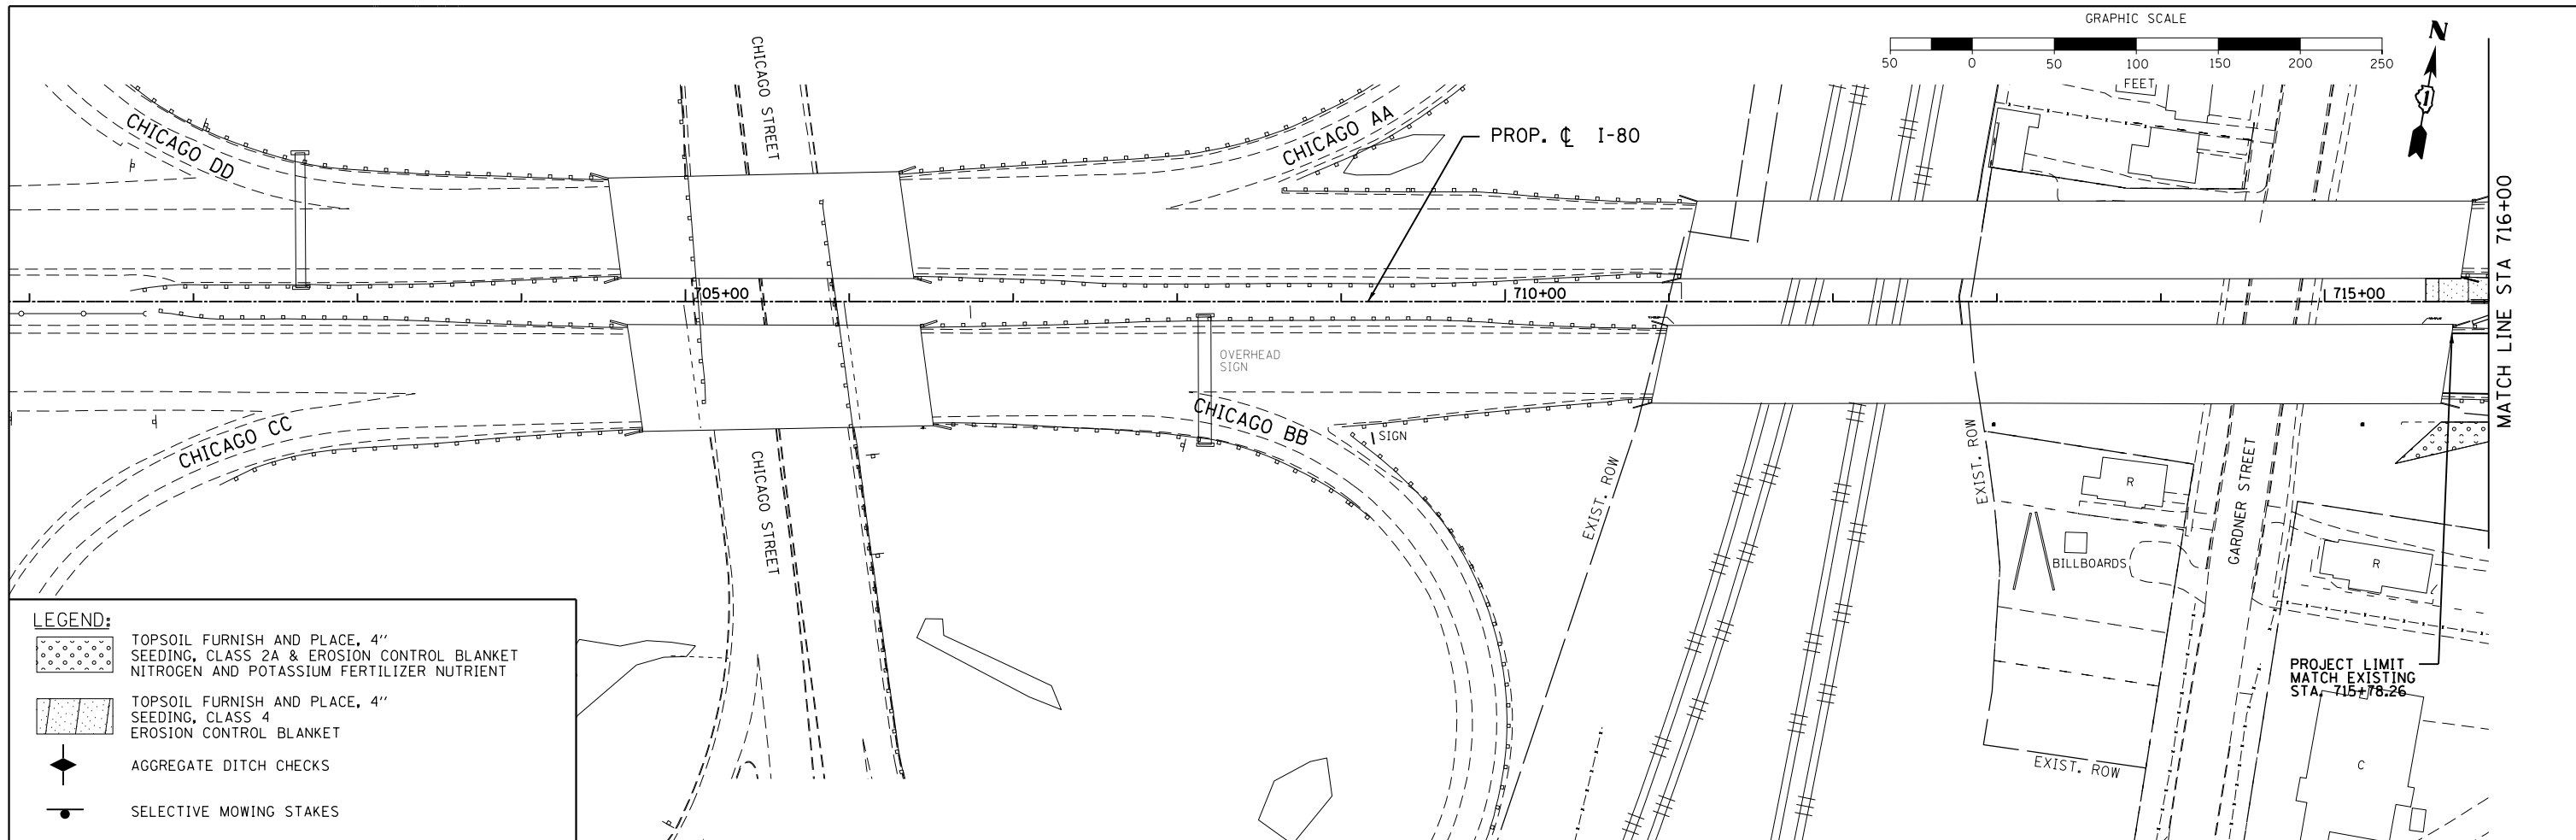 GRAPHIC SCALE
50 0 50 100 150 200 250
FEET
N
1
CHICAGO DD
CHICAGO STREET
CHICAGO AA
PROP. ℄ I-80
705+00
710+00
715+00
MATCH LINE STA 716+00
OVERHEAD
SIGN
CHICAGO CC
CHICAGO BB
SIGN
CHICAGO STREET
EXIST. ROW
EXIST. ROW
GARDNER STREET
R
BILLBOARDS
R
PROJECT LIMIT
MATCH EXISTING
STA. 715+78.26
EXIST. ROW
C
LEGEND:
TOPSOIL FURNISH AND PLACE, 4''
SEEDING, CLASS 2A & EROSION CONTROL BLANKET
NITROGEN AND POTASSIUM FERTILIZER NUTRIENT
TOPSOIL FURNISH AND PLACE, 4''
SEEDING, CLASS 4
EROSION CONTROL BLANKET
AGGREGATE DITCH CHECKS
SELECTIVE MOWING STAKES